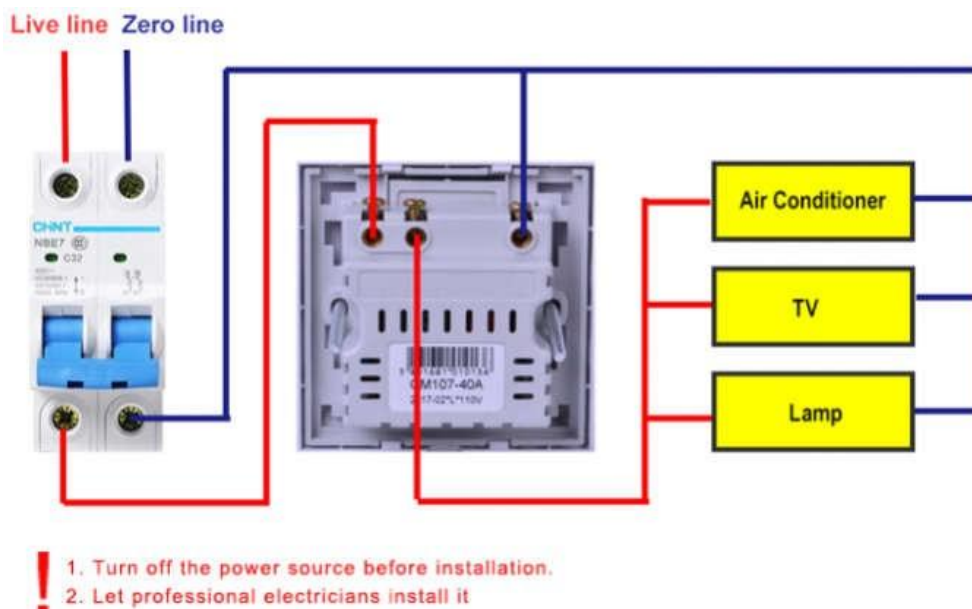 Live line Zero line
CHNT
NBE7
C32
Air Conditioner
TV
Lamp
CM107-40A
! 1. Turn off the power source before installation.
2. Let professional electricians install it